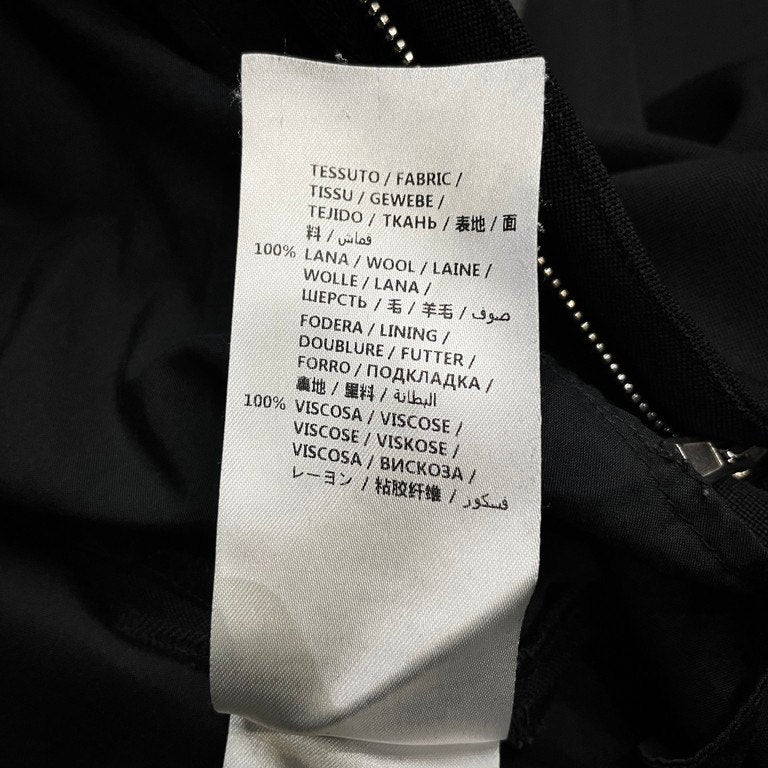 TESSUTO / FABRIC /
TISSU / GEWEBE /
TEJIDO / ТКАНЬ / 表地 / 面
料 / قماش
100% LANA / WOOL / LAINE /
WOLLE / LANA /
ШЕРСТЬ / 毛 / 羊毛 / صوف
FODERA / LINING /
DOUBLURE / FUTTER /
FORRO / ПОДКЛАДКА /
裏地 / 里料 / البطانة
100% VISCOSA / VISCOSE /
VISCOSE / VISKOSE /
VISCOSA / ВИСКОЗА /
レーヨン / 粘胶纤维 / فسكور